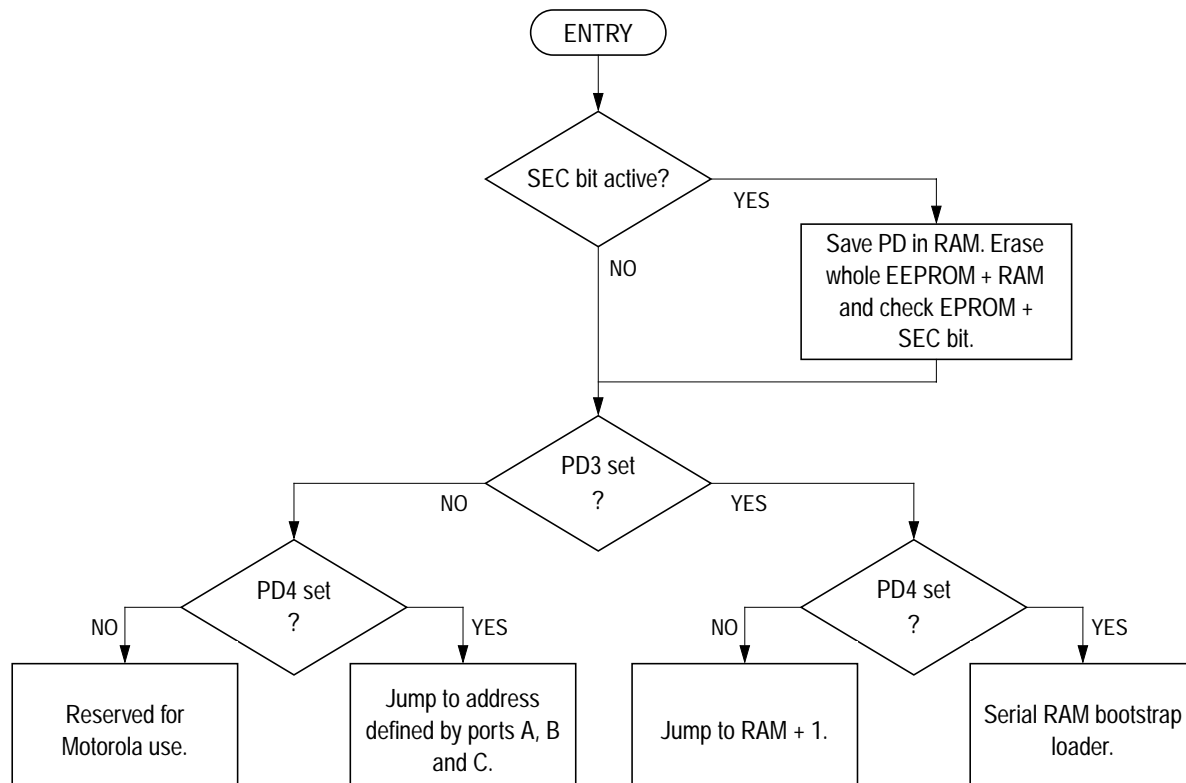 ENTRY
SEC bit active?
YES
NO
Save PD in RAM. Erase
whole EEPROM + RAM
and check EPROM +
SEC bit.
PD3 set
?
NO
YES
PD4 set
?
NO
YES
PD4 set
?
NO
YES
Reserved for
Motorola use.
Jump to address
defined by ports A, B
and C.
Jump to RAM + 1.
Serial RAM bootstrap
loader.